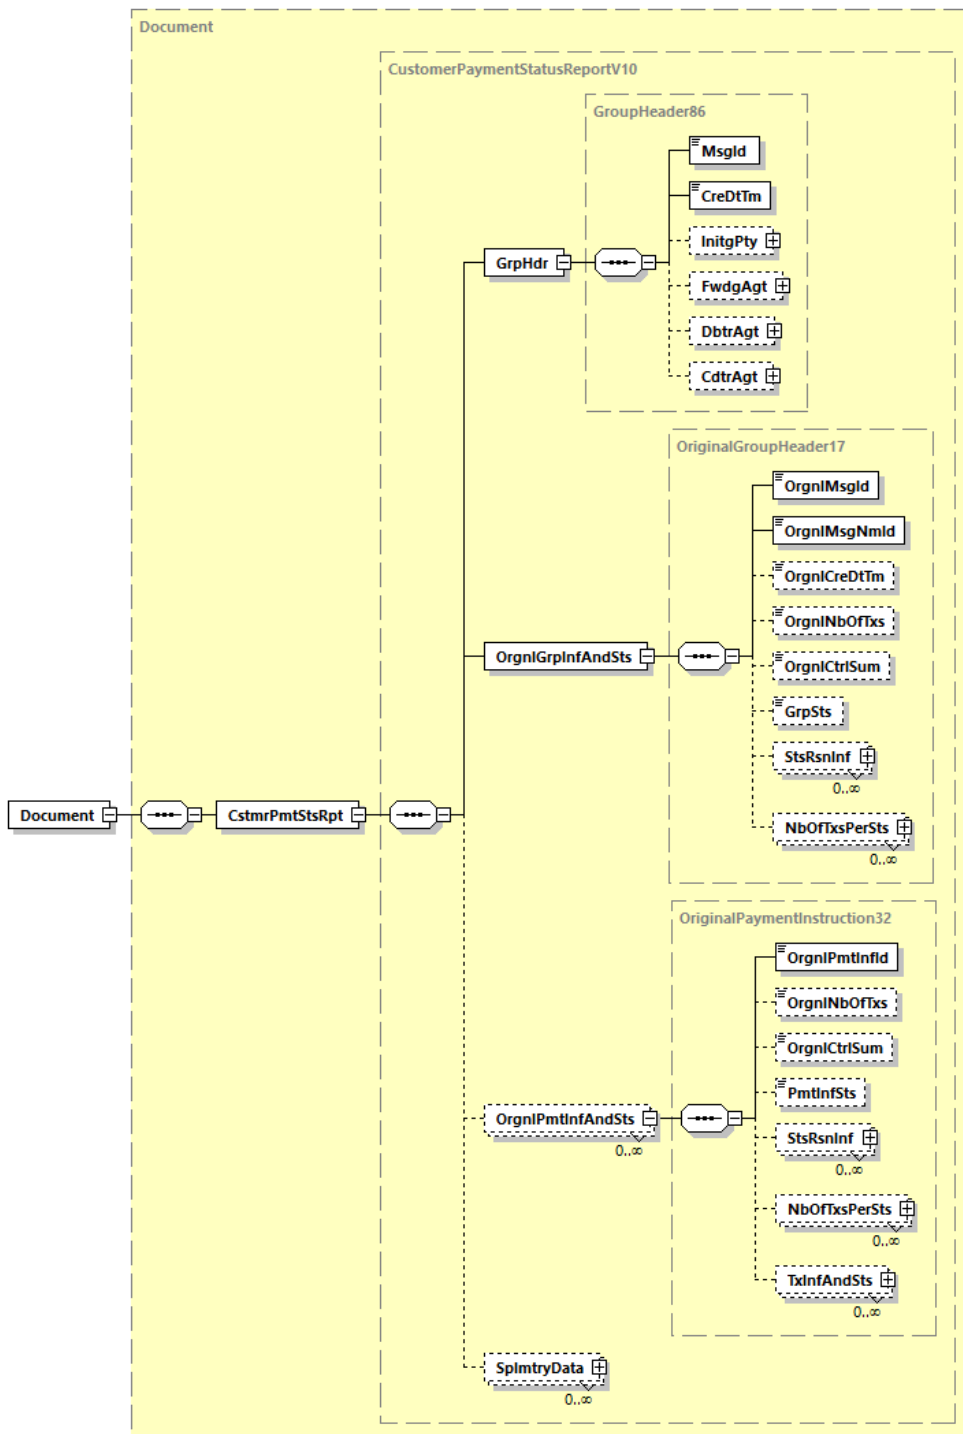 Document
CustomerPaymentStatusReportV10
GroupHeader86
MsgId
CreDtTm
InitgPty
GrpHdr
FwdgAgt
DbtrAgt
CdtrAgt
OriginalGroupHeader17
OrgnlMsgId
OrgnlMsgNmId
OrgnlCreDtTm
OrgnlNbOfTxs
OrgnlGrpInfAndSts
OrgnlCtrlSum
GrpSts
StsRsnInf
0..∞
Document
CstmrPmtStsRpt
NbOfTxsPerSts
0..∞
OriginalPaymentInstruction32
OrgnlPmtInfId
OrgnlNbOfTxs
OrgnlCtrlSum
PmtInfSts
OrgnlPmtInfAndSts
0..∞
StsRsnInf
0..∞
NbOfTxsPerSts
0..∞
TxInfAndSts
0..∞
SplmtryData
0..∞